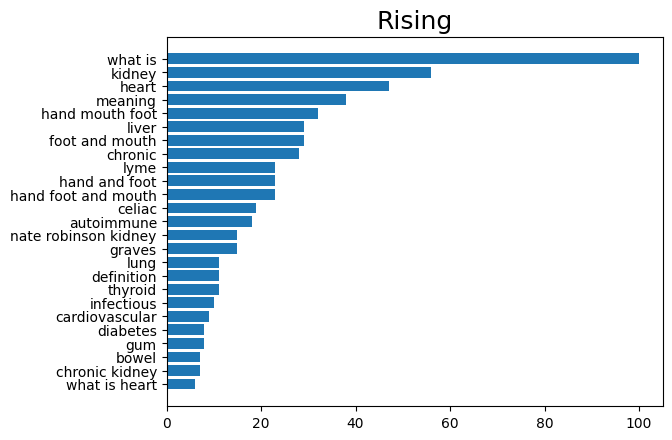 Rising
what is
kidney
heart
meaning
hand mouth foot
liver
foot and mouth
chronic
lyme
hand and foot
hand foot and mouth
celiac
autoimmune
nate robinson kidney
graves
lung
definition
thyroid
infectious
cardiovascular
diabetes
gum
bowel
chronic kidney
what is heart
0 20 40 60 80 100